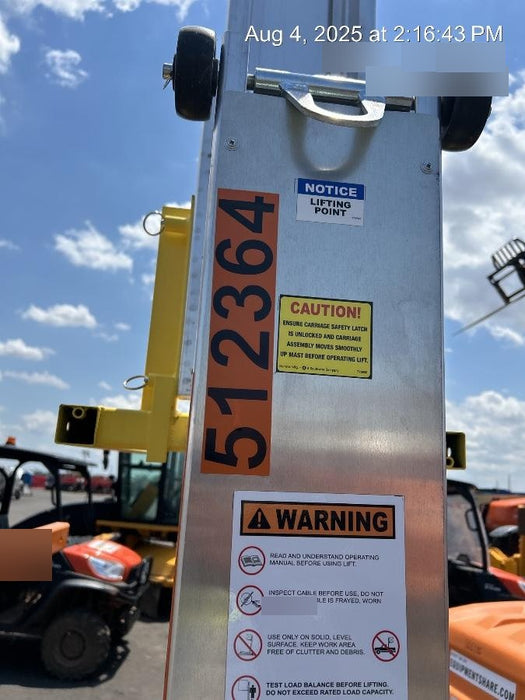 Aug 4, 2025 at 2:16:43 PM
NOTICE
LIFTING
POINT
512364
CAUTION!
ENSURE CARRIAGE SAFETY LATCH
IS UNLOCKED AND CARRIAGE
ASSEMBLY MOVES SMOOTHLY
UP MAST BEFORE OPERATING LIFT.
WARNING
READ AND UNDERSTAND OPERATING
MANUAL BEFORE USING LIFT.
INSPECT CABLE BEFORE USE, DO NOT
IS FRAYED, WORN
USE ONLY ON SOLID, LEVEL
SURFACE. KEEP WORK AREA
FREE OF CLUTTER AND DEBRIS.
TEST LOAD BALANCE BEFORE LIFTING.
DO NOT EXCEED RATED LOAD CAPACITY.
UIPMENTSHARE.COM